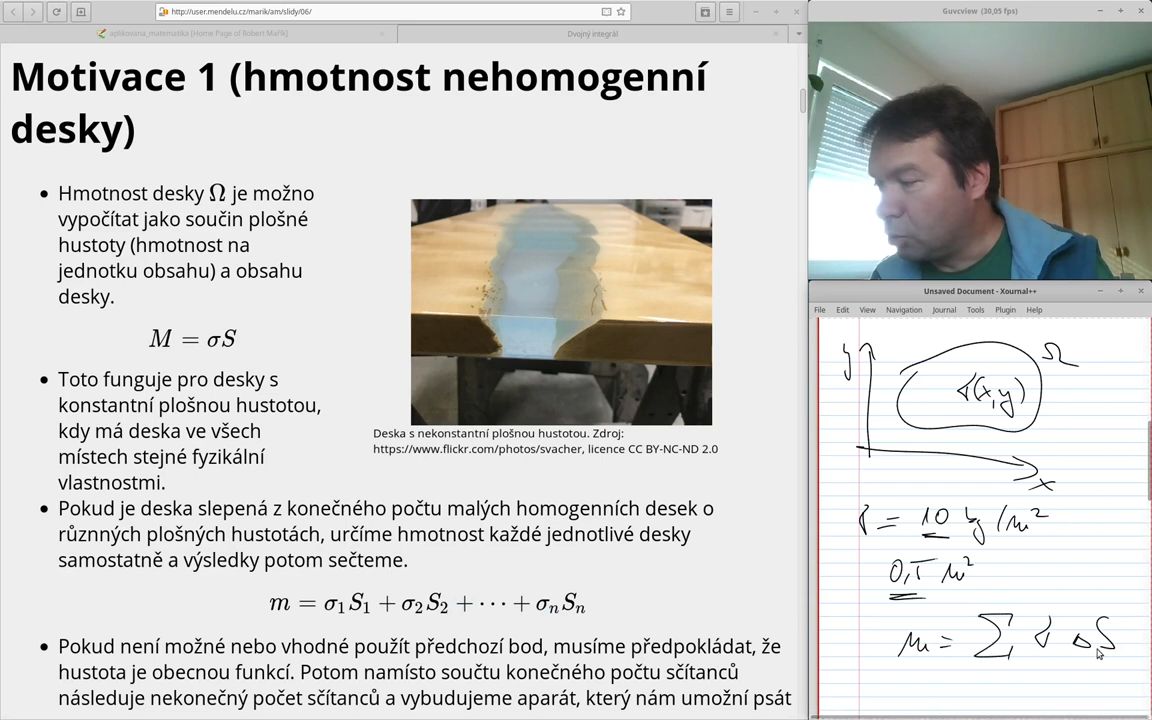 http://user.mendelu.cz/marik/am/slidy/06/
aplikovana_matematika [Home Page of Robert Mařík]
Dvojný integrál
Motivace 1 (hmotnost nehomogenní
desky)
• Hmotnost desky Ω je možno
vypočítat jako součin plošné
hustoty (hmotnost na
jednotku obsahu) a obsahu
desky.
M = σS
• Toto funguje pro desky s
konstantní plošnou hustotou,
kdy má deska ve všech
místech stejné fyzikální
vlastnostmi.
Deska s nekonstantní plošnou hustotou. Zdroj:
https://www.flickr.com/photos/svacher, licence CC BY-NC-ND 2.0
• Pokud je deska slepená z konečného počtu malých homogenních desek o
různných plošných hustotách, určíme hmotnost každé jednotlivé desky
samostatně a výsledky potom sečteme.
m = σ₁S₁ + σ₂S₂ + ⋯ + σₙSₙ
• Pokud není možné nebo vhodné použít předchozí bod, musíme předpokládat, že
hustota je obecnou funkcí. Potom namísto součtu konečného počtu sčítanců
následuje nekonečný počet sčítanců a vybudujeme aparát, který nám umožní psát
Guvcview (30,05 fps)
Unsaved Document - Xournal++
File Edit View Navigation Journal Tools Plugin Help
y
Ω
σ(x,y)
x
σ = 10 kg/m²
0,5 m²
m = Σ σ ΔS